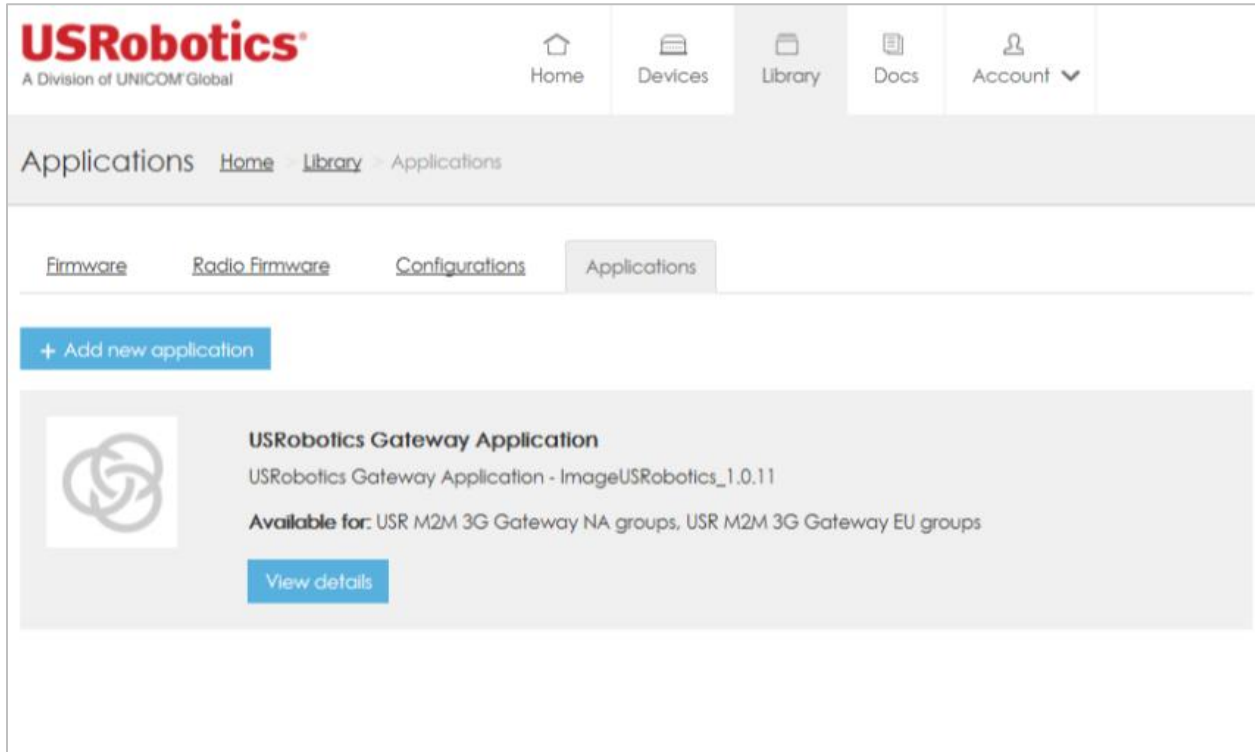 USRobotics®
A Division of UNICOM® Global
Home
Devices
Library
Docs
Account
Applications Home > Library > Applications
Firmware Radio Firmware Configurations Applications
+ Add new application
USRobotics Gateway Application
USRobotics Gateway Application - ImageUSRobotics_1.0.11
Available for: USR M2M 3G Gateway NA groups, USR M2M 3G Gateway EU groups
View details